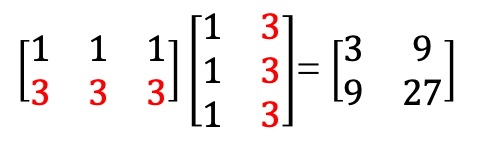 [1 1 1; 3 3 3] [1 3; 1 3; 1 3] = [3 9; 9 27]